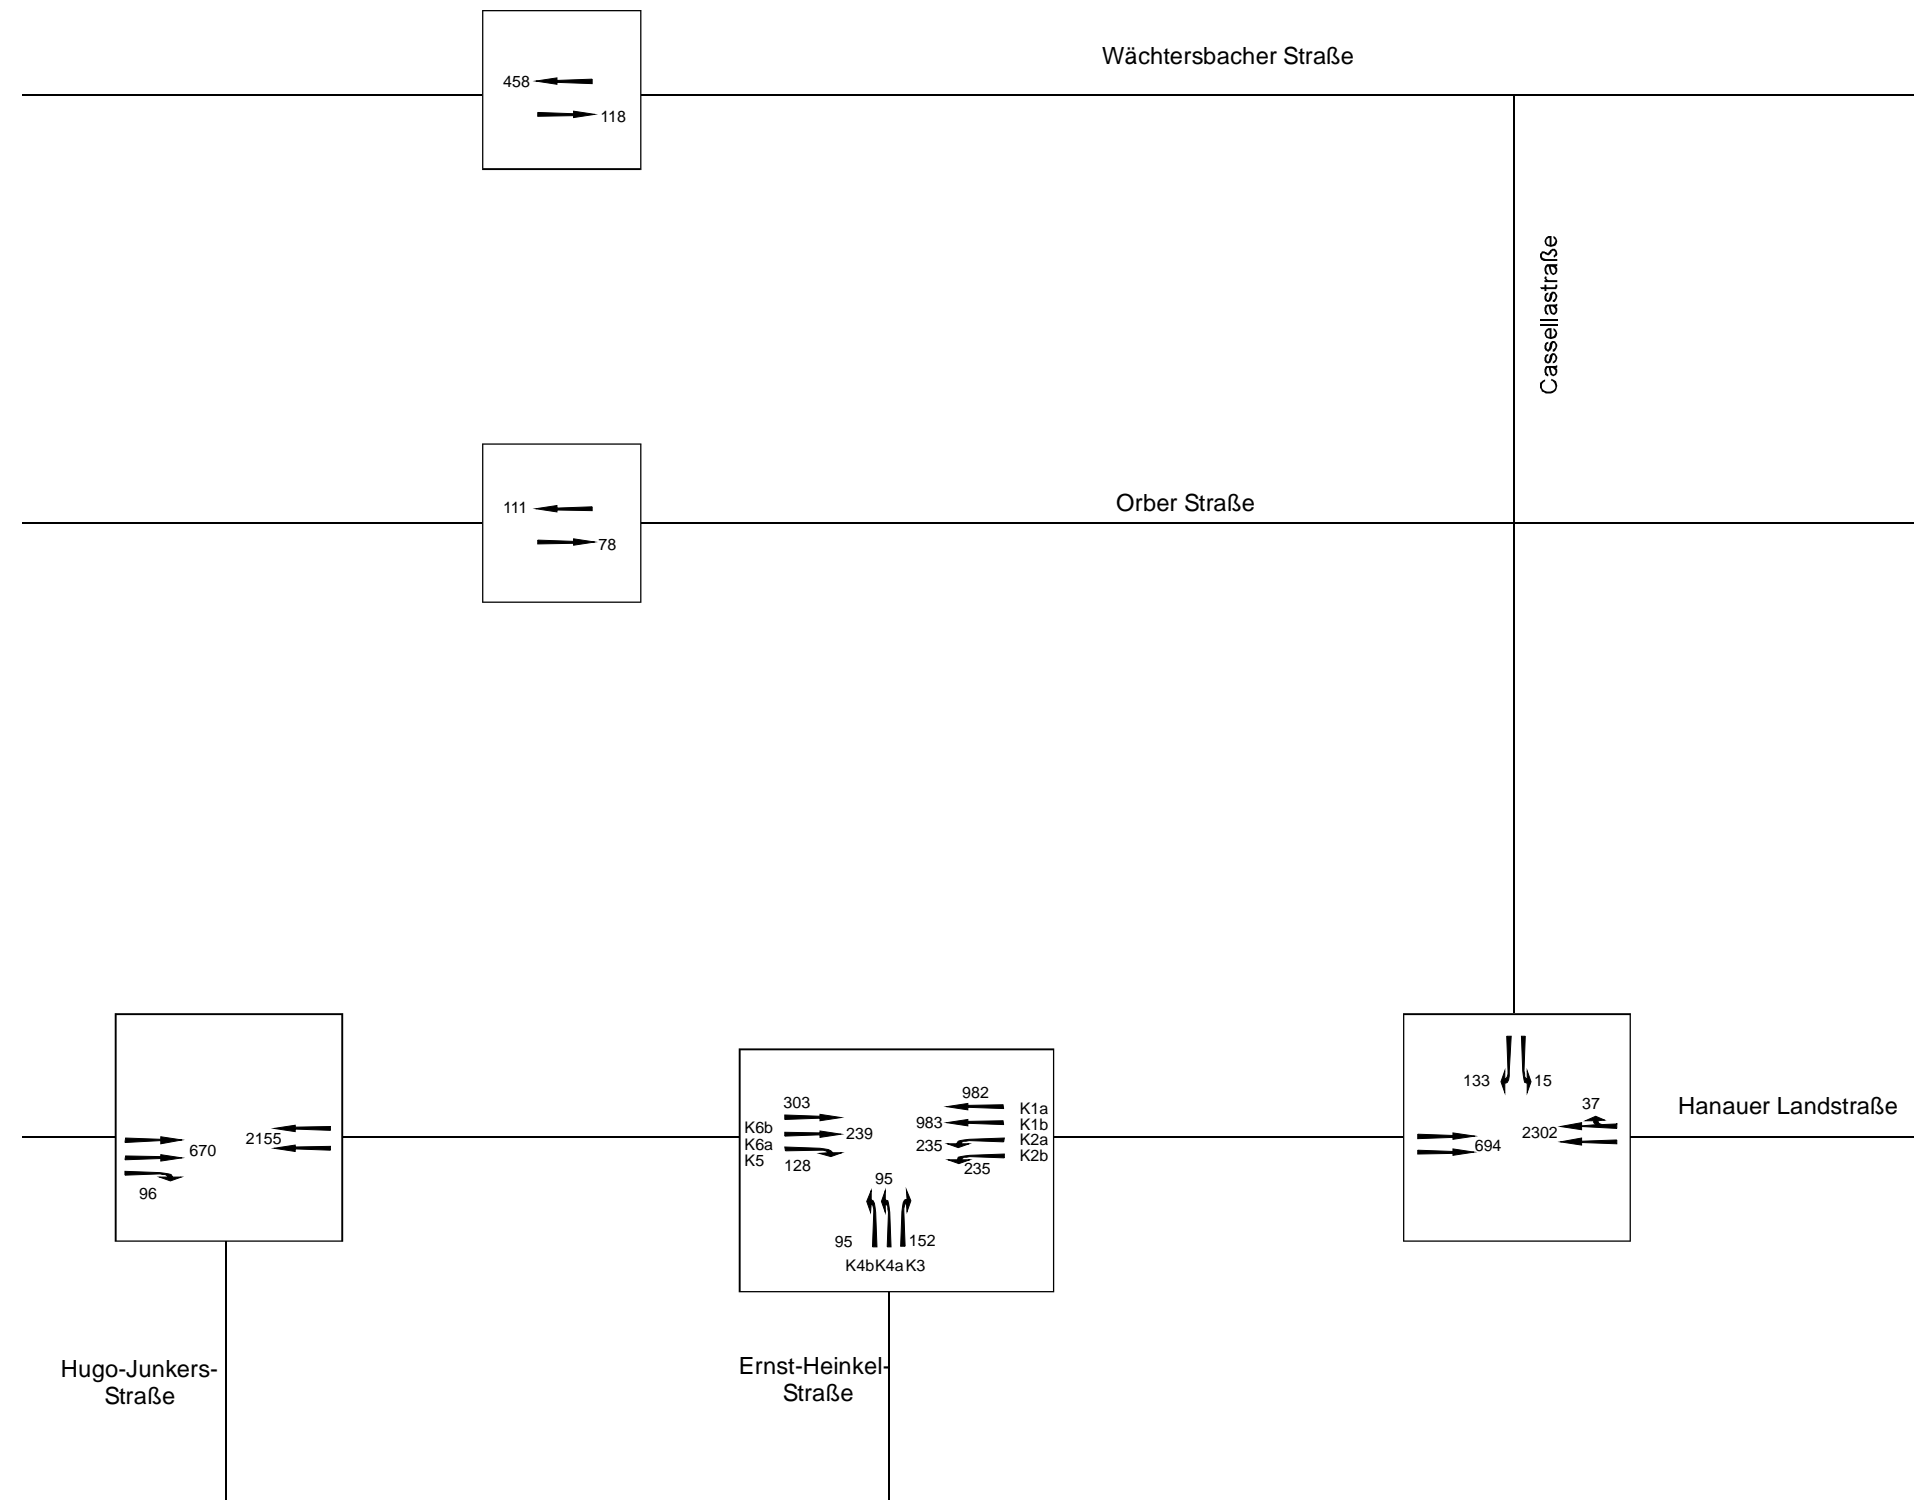 Wächtersbacher Straße
458
118
Cassellastraße
Orber Straße
111
78
Hanauer Landstraße
670
2155
96
303
K6b
K6a
K5
239
128
982
983
235
235
K1a
K1b
K2a
K2b
95
95
152
K4b K4a K3
133
15
37
2302
694
Hugo-Junkers-
Straße
Ernst-Heinkel-
Straße